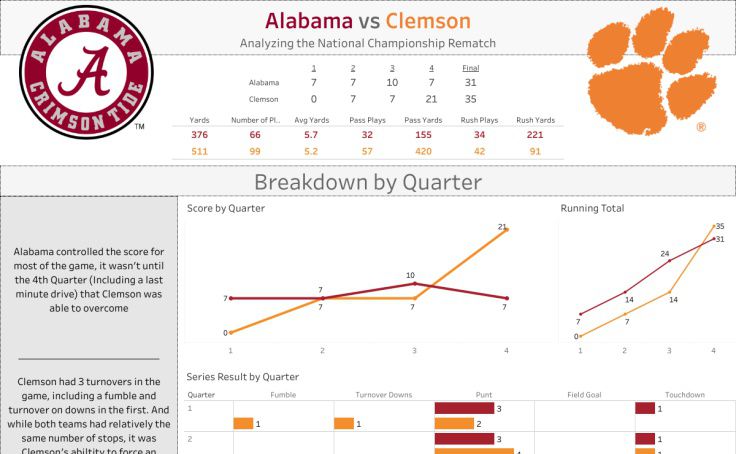 ALABAMA
A
CRIMSON TIDE
TM
Alabama vs Clemson
Analyzing the National Championship Rematch
®
1 2 3 4 Final
Alabama 7 7 10 7 31
Clemson 0 7 7 21 35
Yards Number of Pl.. Avg Yards Pass Plays Pass Yards Rush Plays Rush Yards
376 66 5.7 32 155 34 221
511 99 5.2 57 420 42 91
Breakdown by Quarter
Alabama controlled the score for
most of the game, it wasn't until
the 4th Quarter (Including a last
minute drive) that Clemson was
able to overcome
Clemson had 3 turnovers in the
game, including a fumble and
turnover on downs in the first. And
while both teams had relatively the
same number of stops, it was
Clemson's abiltity to force an
Score by Quarter
21
10
7
7
7
7
0
1 2 3 4
Running Total
35
31
24
14
14
7
7
0
1 2 3 4
Series Result by Quarter
Quarter Fumble Turnover Downs Punt Field Goal Touchdown
1 3 1
1 1 2
2 3 1
4 1